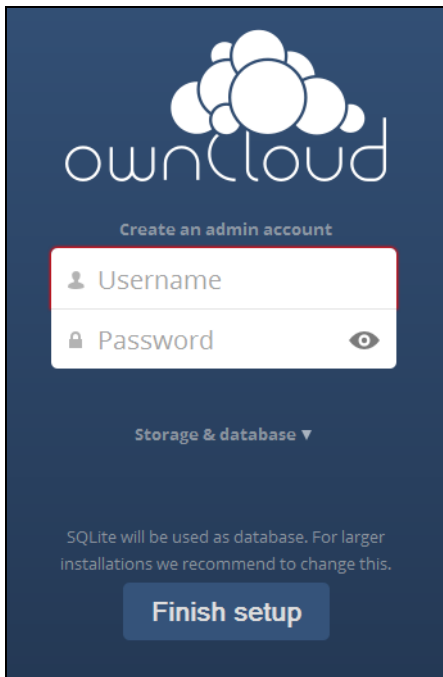 ownCloud
Create an admin account
Username
Password
Storage & database ▼
SQLite will be used as database. For larger
installations we recommend to change this.
Finish setup